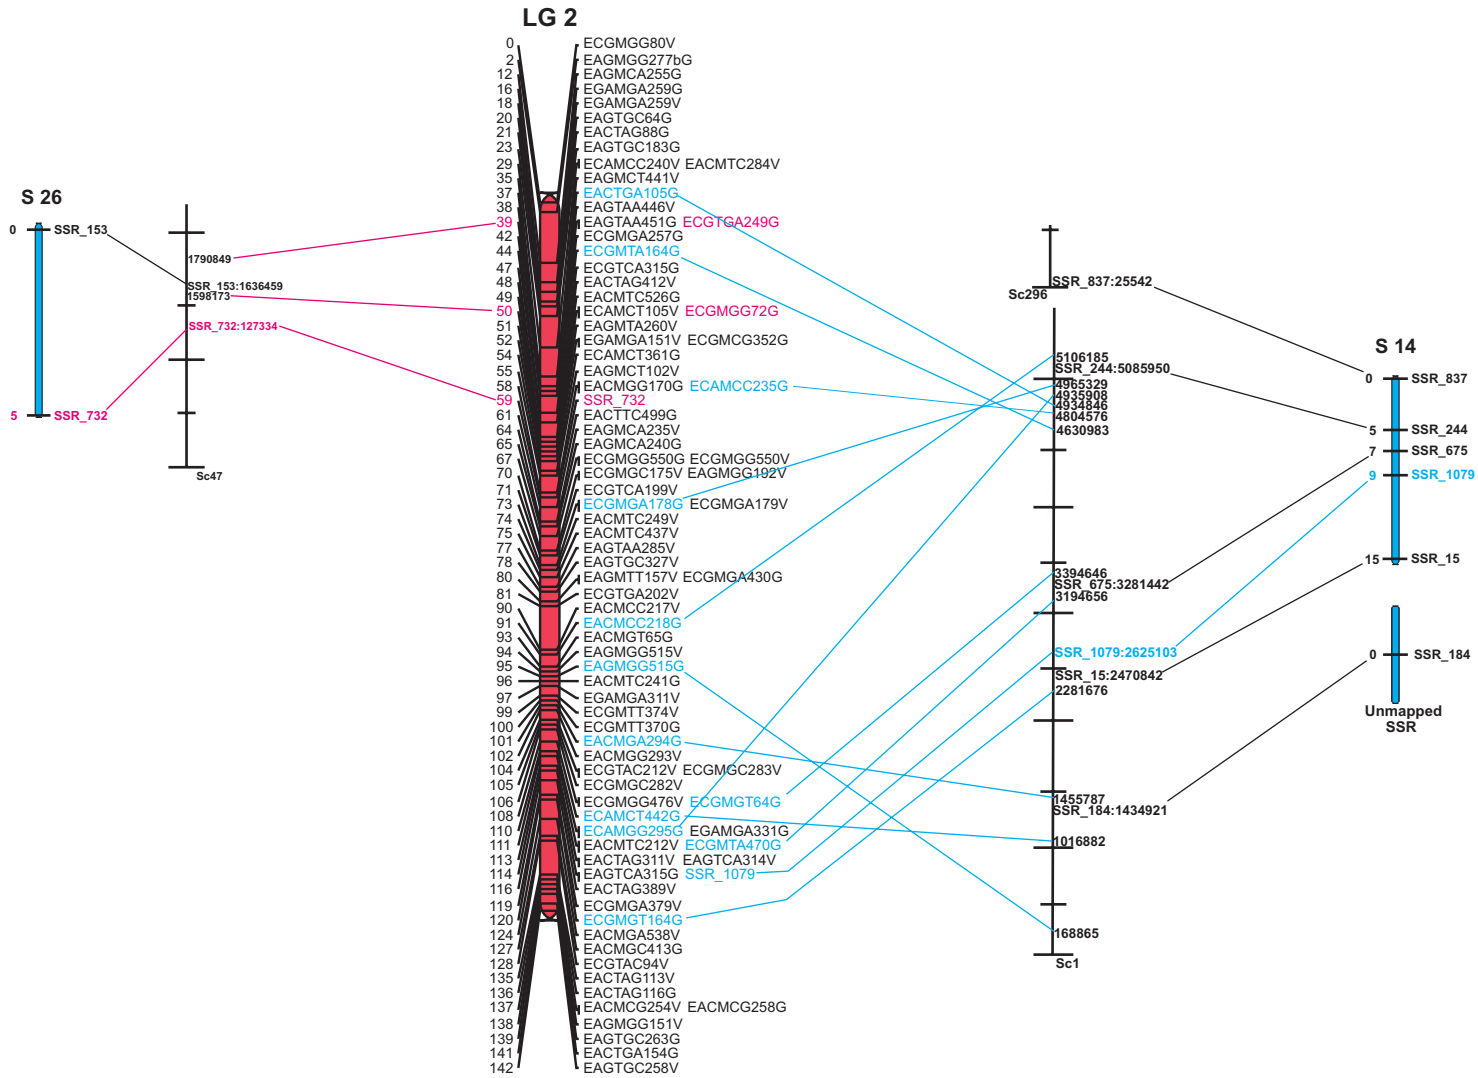 LG 2
0 ECGMGG80V
2 EAGMGG277bG
12 EAGMCA255G
16 EGAMGA259G
18 EGAMGA259V
20 EAGTGC64G
21 EACTAG88G
23 EAGTGC183G
29 ECAMCC240V EACMTC284V
35 EAGMCT441V
37 EACTGA105G
38 EAGTAA446V
39 EAGTAA451G ECGTGA249G
42 ECGMGA257G
44 ECGMTA164G
47 ECGTCA315G
48 EACTAG412V
49 EACMTC526G
50 ECAMCT105V ECGMGG72G
51 EAGMTA260V
52 EGAMGA151V ECGMCG352G
54 ECAMCT361G
55 EAGMCT102V
58 EACMGG170G ECAMCC235G
59 SSR_732
61 EACTTC499G
64 EAGMCA235V
65 EAGMCA240G
67 ECGMGG550G ECGMGG550V
70 ECGMGC175V EAGMGG192V
71 ECGTCA199V
73 ECGMGA178G ECGMGA179V
74 EACMTC249V
75 EACMTC437V
77 EAGTAA285V
78 EAGTGC327V
80 EAGMTT157V ECGMGA430G
81 ECGTGA202V
90 EACMCC217V
91 EACMCC218G
93 EACMGT65G
94 EAGMGG515V
95 EAGMGG515G
96 EACMTC241G
97 EGAMGA311V
99 ECGMTT374V
100 ECGMTT370G
101 EACMGA294G
102 EACMGG293V
104 ECGTAC212V ECGMGC283V
105 ECGMGC282V
106 ECGMGG476V ECGMGT64G
108 ECAMCT442G
110 ECAMGG295G EGAMGA331G
111 EACMTC212V ECGMTA470G
113 EACTAG311V EAGTCA314V
114 EAGTCA315G SSR_1079
116 EACTAG389V
119 ECGMGA379V
120 ECGMGT164G
124 EACMGA538V
127 EACMGC413G
128 ECGTAC94V
135 EACTAG113V
136 EACTAG116G
137 EACMCG254V EACMCG258G
138 EAGMGG151V
139 EAGTGC263G
141 EACTGA154G
142 EAGTGC258V
S 26
0 SSR_153
5 SSR_732
1790849
SSR_153:1636459
1598173
SSR_732:127334
Sc47
SSR_837:25542
Sc296
5106185
SSR_244:5085950
4965329
4935908
4934846
4804576
4630983
3394646
SSR_675:3281442
3194656
SSR_1079:2625103
SSR_15:2470842
2281676
1455787
SSR_184:1434921
1016882
168865
Sc1
S 14
0 SSR_837
5 SSR_244
7 SSR_675
9 SSR_1079
15 SSR_15
0 SSR_184
Unmapped
SSR